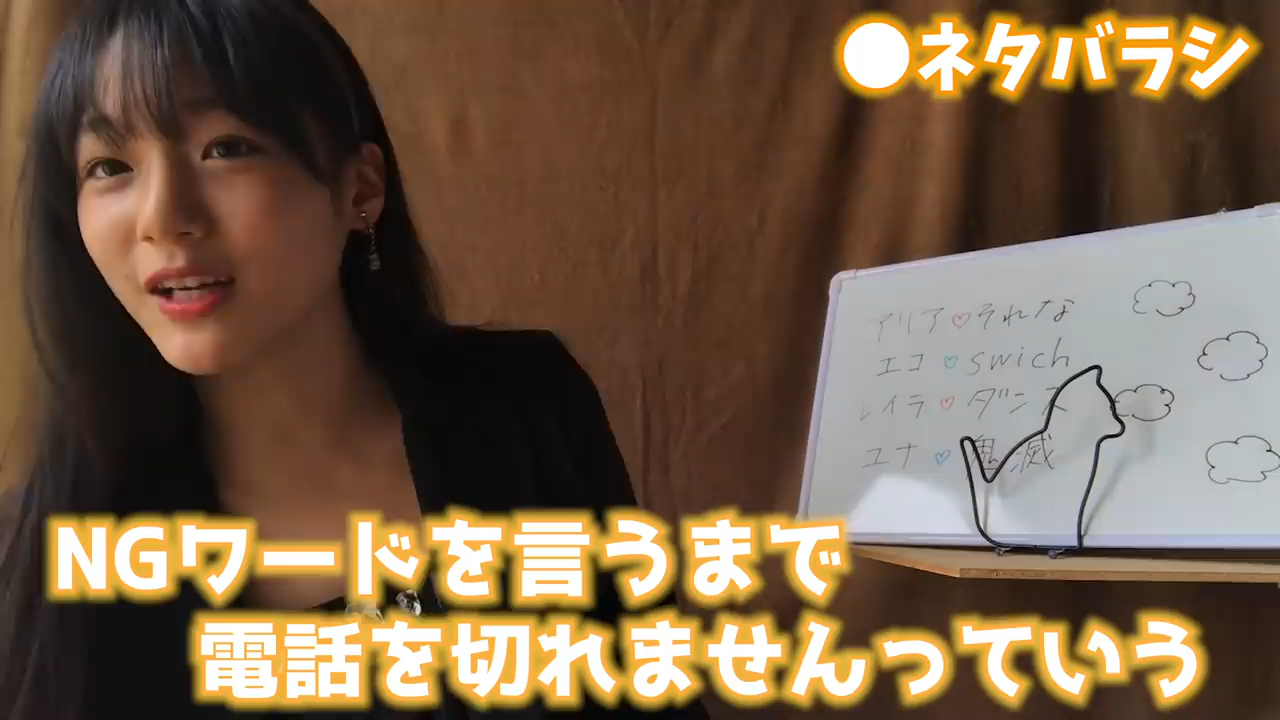 ●ネタバラシ
アリア♡それな
エコ♡swich
レイラ♡ダンス
ユナ♡鬼滅
NGワードを言うまで
電話を切れませんっていう